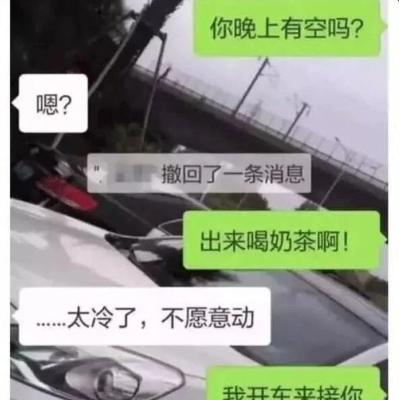 你晚上有空吗?
嗯?
" 撤回了一条消息
出来喝奶茶啊!
……太冷了，不愿意动
我开车来接你